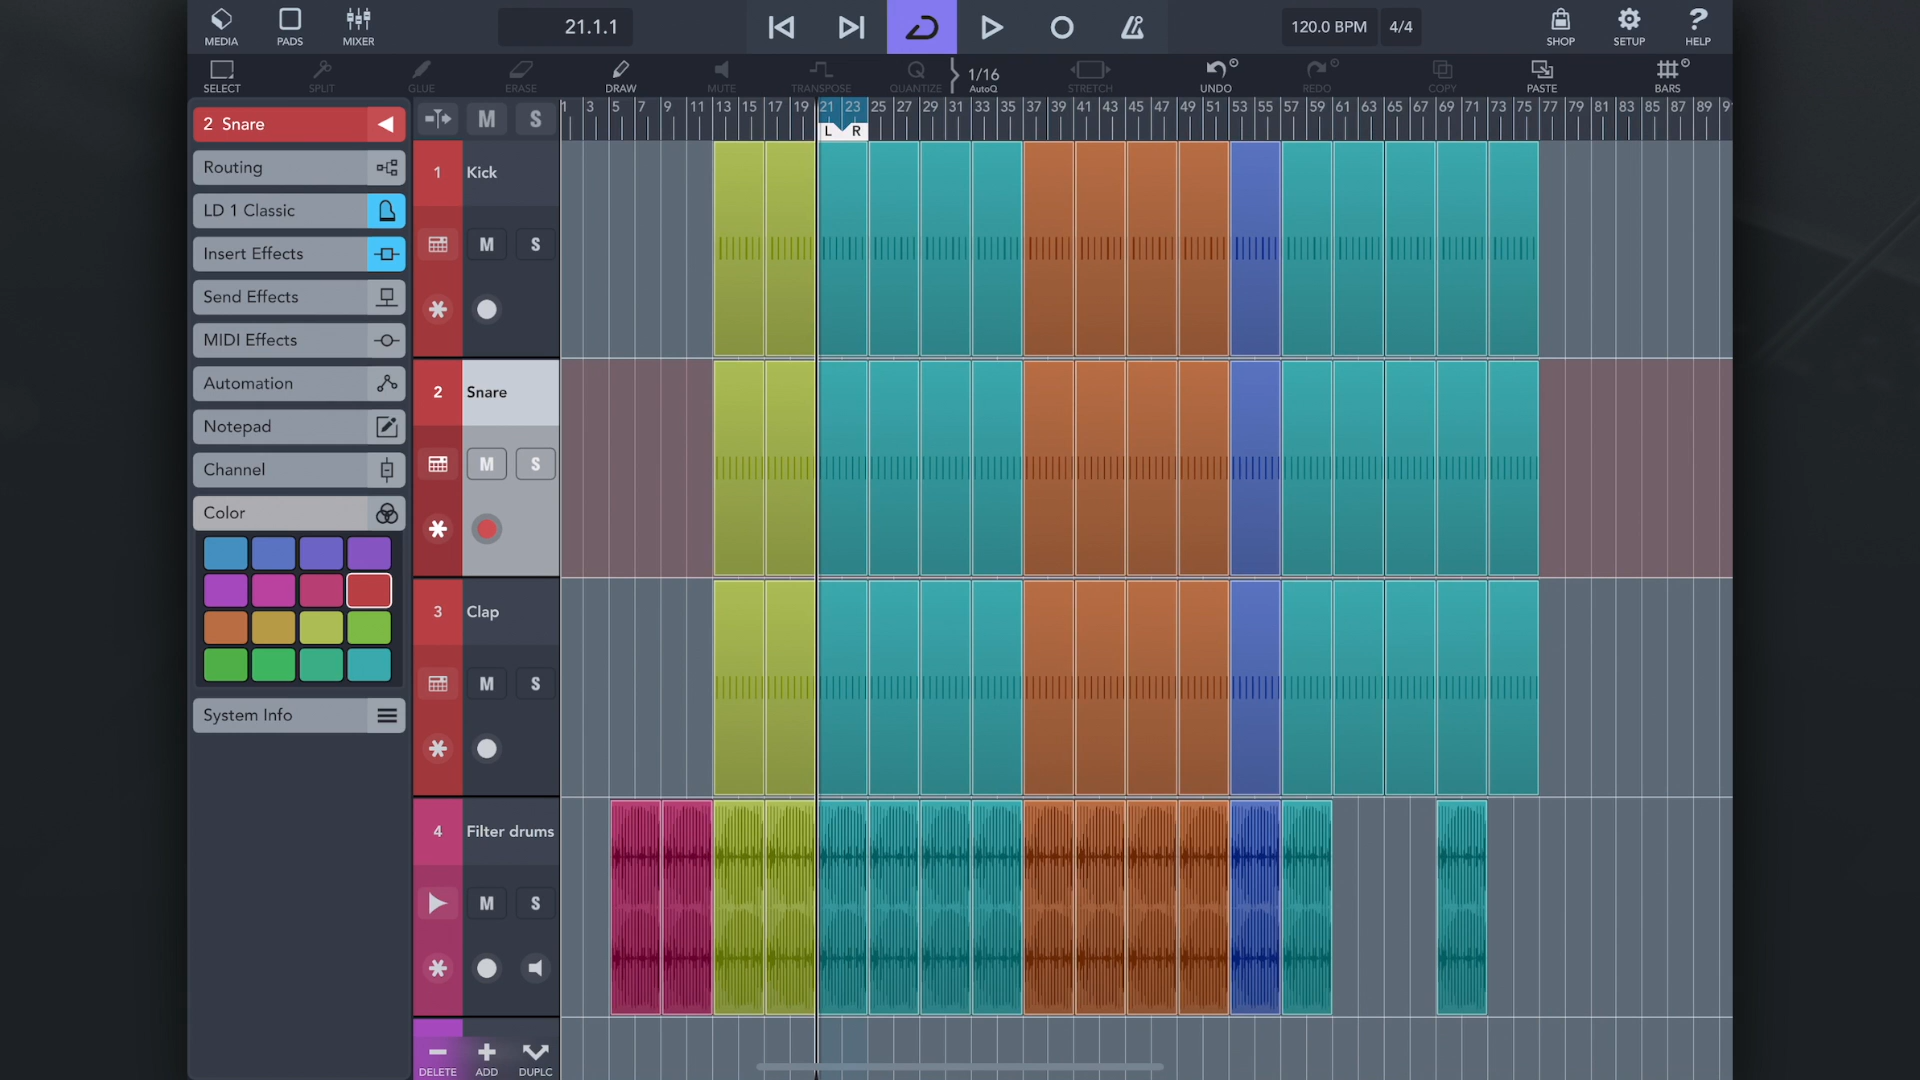 MEDIA PADS MIXER 21.1.1 120.0 BPM 4/4 SHOP SETUP HELP
SELECT SPLIT GLUE ERASE DRAW MUTE TRANSPOSE QUANTIZE 1/16 AutoQ STRETCH UNDO REDO COPY PASTE BARS
1 3 5 7 9 11 13 15 17 19 21 23 25 27 29 31 33 35 37 39 41 43 45 47 49 51 53 55 57 59 61 63 65 67 69 71 73 75 77 79 81 83 85 87 89
L R
M S
2 Snare
Routing
LD 1 Classic
Insert Effects
Send Effects
MIDI Effects
Automation
Notepad
Channel
Color
System Info
1 Kick
M S
2 Snare
M S
3 Clap
M S
4 Filter drums
M S
DELETE ADD DUPLC